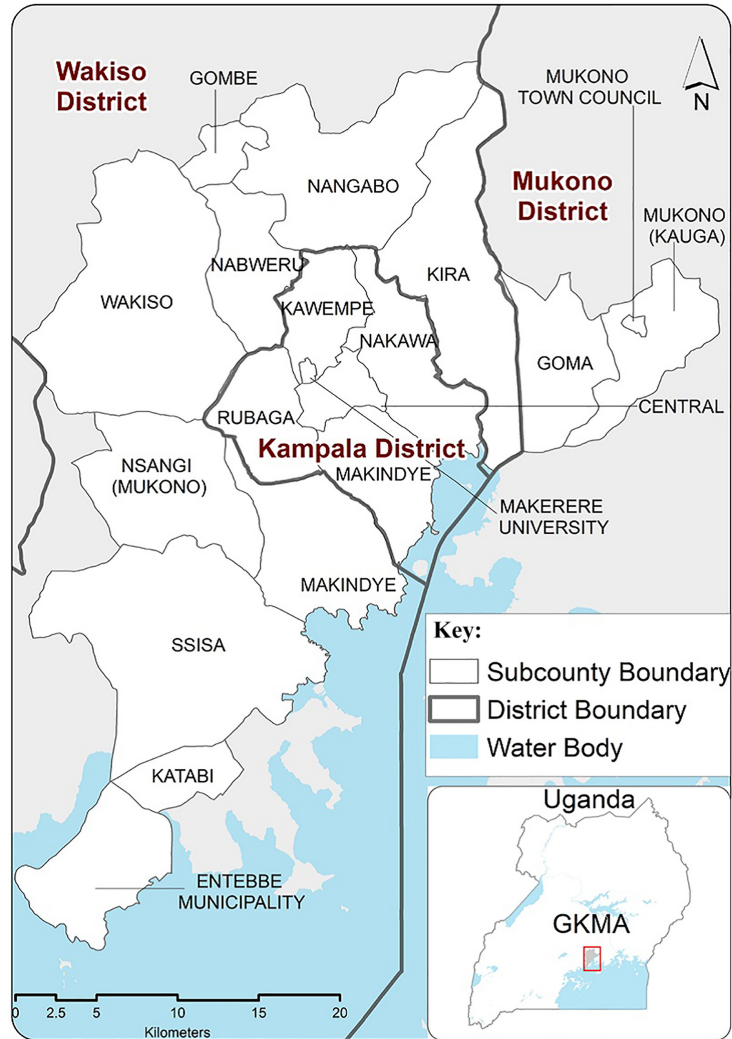 Wakiso
District
GOMBE
MUKONO
TOWN COUNCIL
N
NANGABO
Mukono
District
MUKONO
(KAUGA)
NABWERU
KIRA
WAKISO
KAWEMPE
NAKAWA
GOMA
RUBAGA
CENTRAL
Kampala District
NSANGI
(MUKONO)
MAKINDYE
MAKERERE
UNIVERSITY
MAKINDYE
SSISA
KATABI
ENTEBBE
MUNICIPALITY
Key:
Subcounty Boundary
District Boundary
Water Body
Uganda
GKMA
0 2.5 5 10 15 20
Kilometers